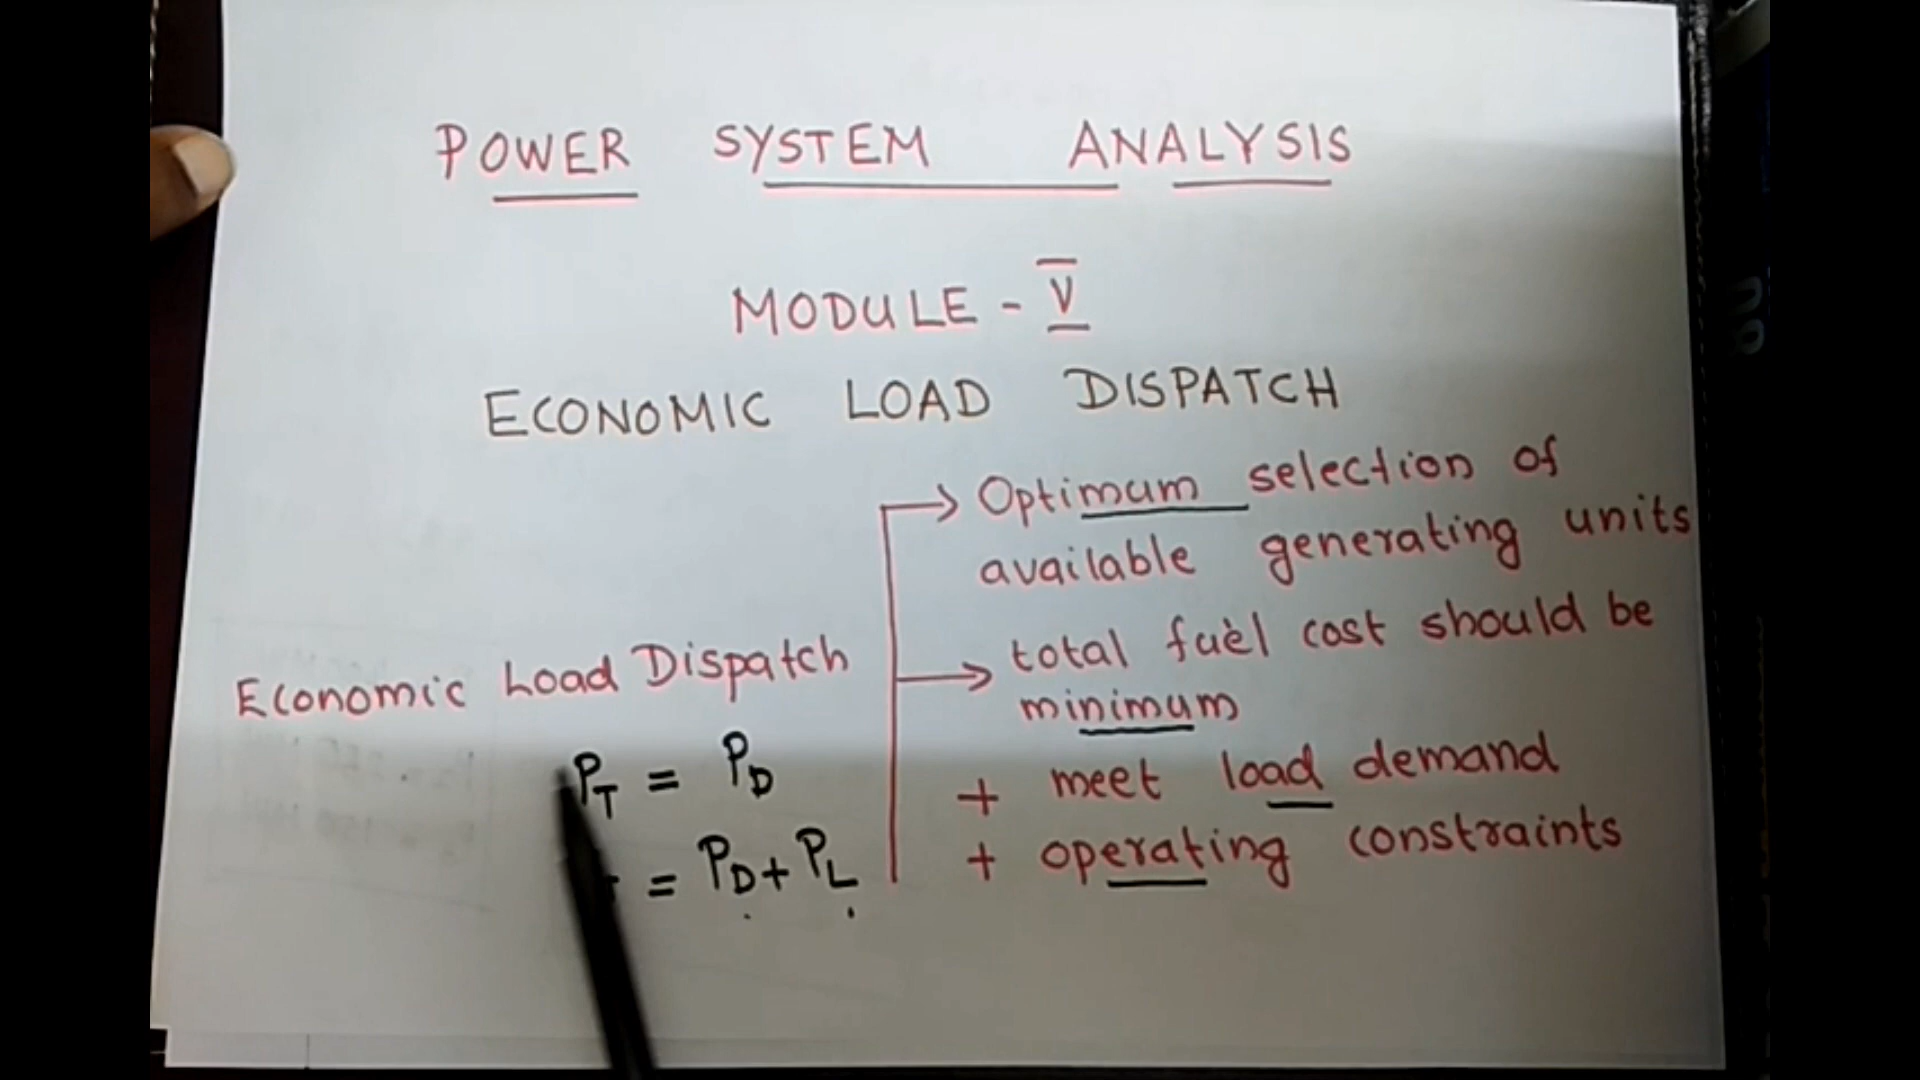 POWER SYSTEM ANALYSIS
MODULE - V
ECONOMIC LOAD DISPATCH
Economic Load Dispatch
→ Optimum selection of
available generating units
→ total fuel cost should be
minimum
+ meet load demand
+ operating constraints
PT = PD
= PD + PL